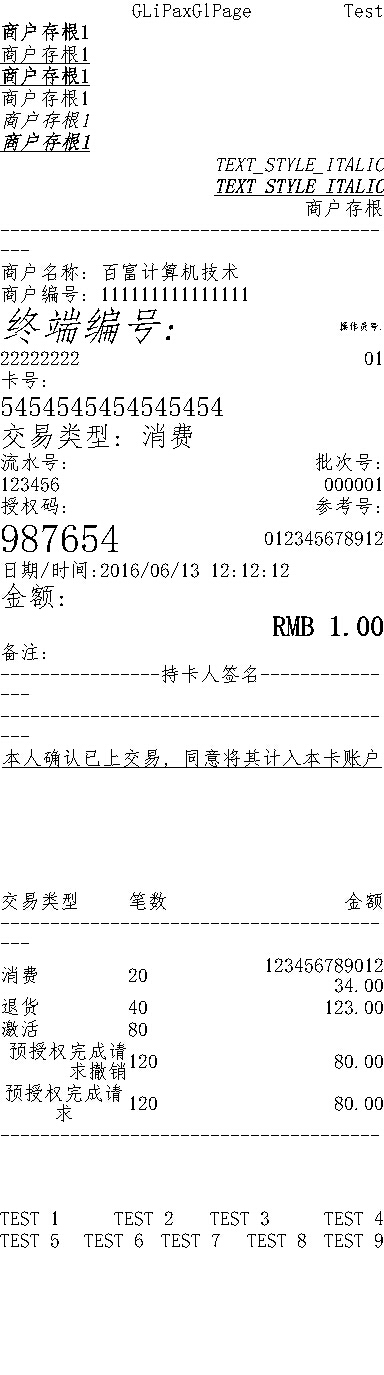 GLiPaxGlPage Test
商户存根1
商户存根1
商户存根1
商户存根1
商户存根1
商户存根1
TEXT_STYLE_ITALIC
TEXT_STYLE_ITALIC
商户存根
--------------------------------------
---
商户名称: 百富计算机技术
商户编号: 111111111111111
终端编号: 操作员号:
22222222 01
卡号:
5454545454545454
交易类型: 消费
流水号: 批次号:
123456 000001
授权码: 参考号:
987654 012345678912
日期/时间:2016/06/13 12:12:12
金额:
RMB 1.00
备注:
----------------持卡人签名------------
---
--------------------------------------
---
本人确认已上交易, 同意将其计入本卡账户
交易类型 笔数 金额
--------------------------------------
---
消费 20 123456789012
34.00
退货 40 123.00
激活 80
预授权完成请
求撤销 120 80.00
预授权完成请
求 120 80.00
--------------------------------------
TEST 1 TEST 2 TEST 3 TEST 4
TEST 5 TEST 6 TEST 7 TEST 8 TEST 9